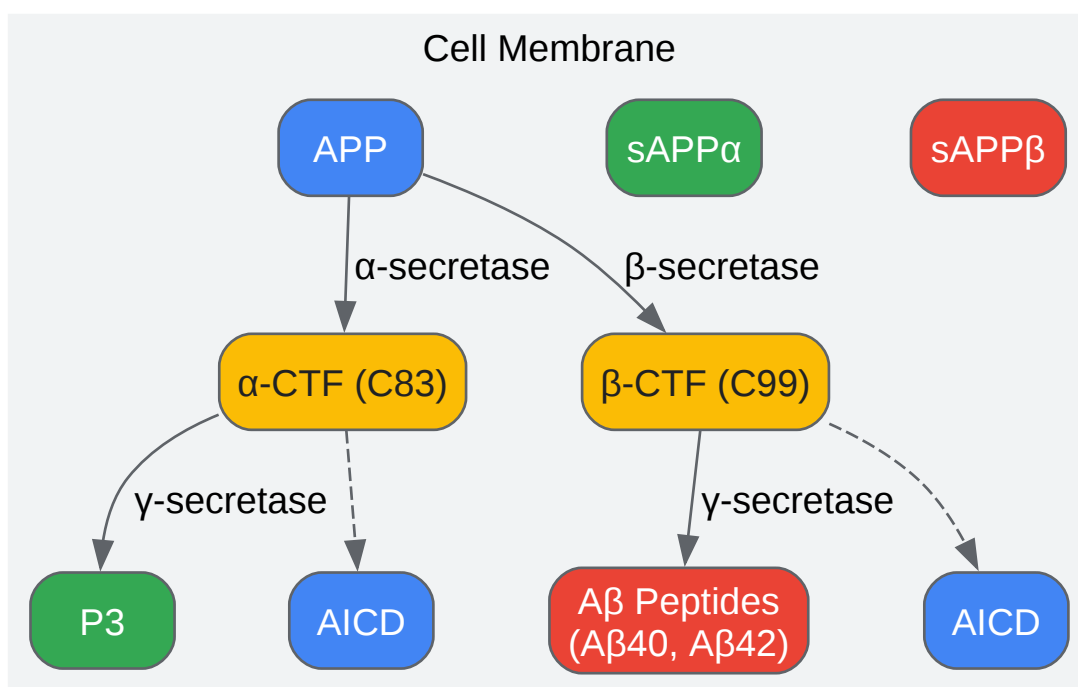 Cell Membrane
APP
sAPPα
sAPPβ
α-secretase
β-secretase
α-CTF (C83)
β-CTF (C99)
γ-secretase
γ-secretase
P3
AICD
Aβ Peptides
(Aβ40, Aβ42)
AICD